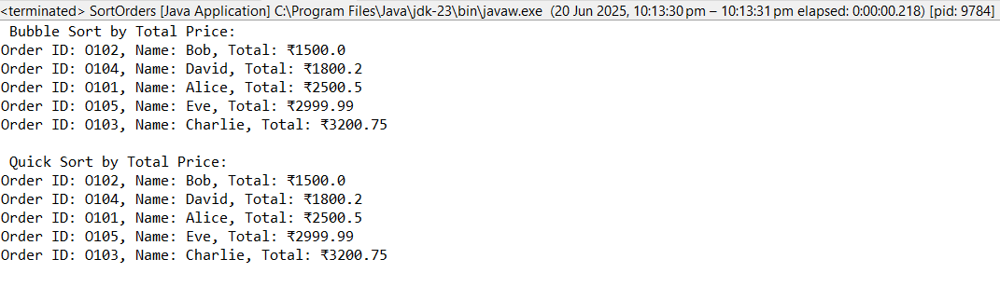 <terminated> SortOrders [Java Application] C:\Program Files\Java\jdk-23\bin\javaw.exe (20 Jun 2025, 10:13:30 pm – 10:13:31 pm elapsed: 0:00:00.218) [pid: 9784]
Bubble Sort by Total Price:
Order ID: O102, Name: Bob, Total: ₹1500.0
Order ID: O104, Name: David, Total: ₹1800.2
Order ID: O101, Name: Alice, Total: ₹2500.5
Order ID: O105, Name: Eve, Total: ₹2999.99
Order ID: O103, Name: Charlie, Total: ₹3200.75
Quick Sort by Total Price:
Order ID: O102, Name: Bob, Total: ₹1500.0
Order ID: O104, Name: David, Total: ₹1800.2
Order ID: O101, Name: Alice, Total: ₹2500.5
Order ID: O105, Name: Eve, Total: ₹2999.99
Order ID: O103, Name: Charlie, Total: ₹3200.75